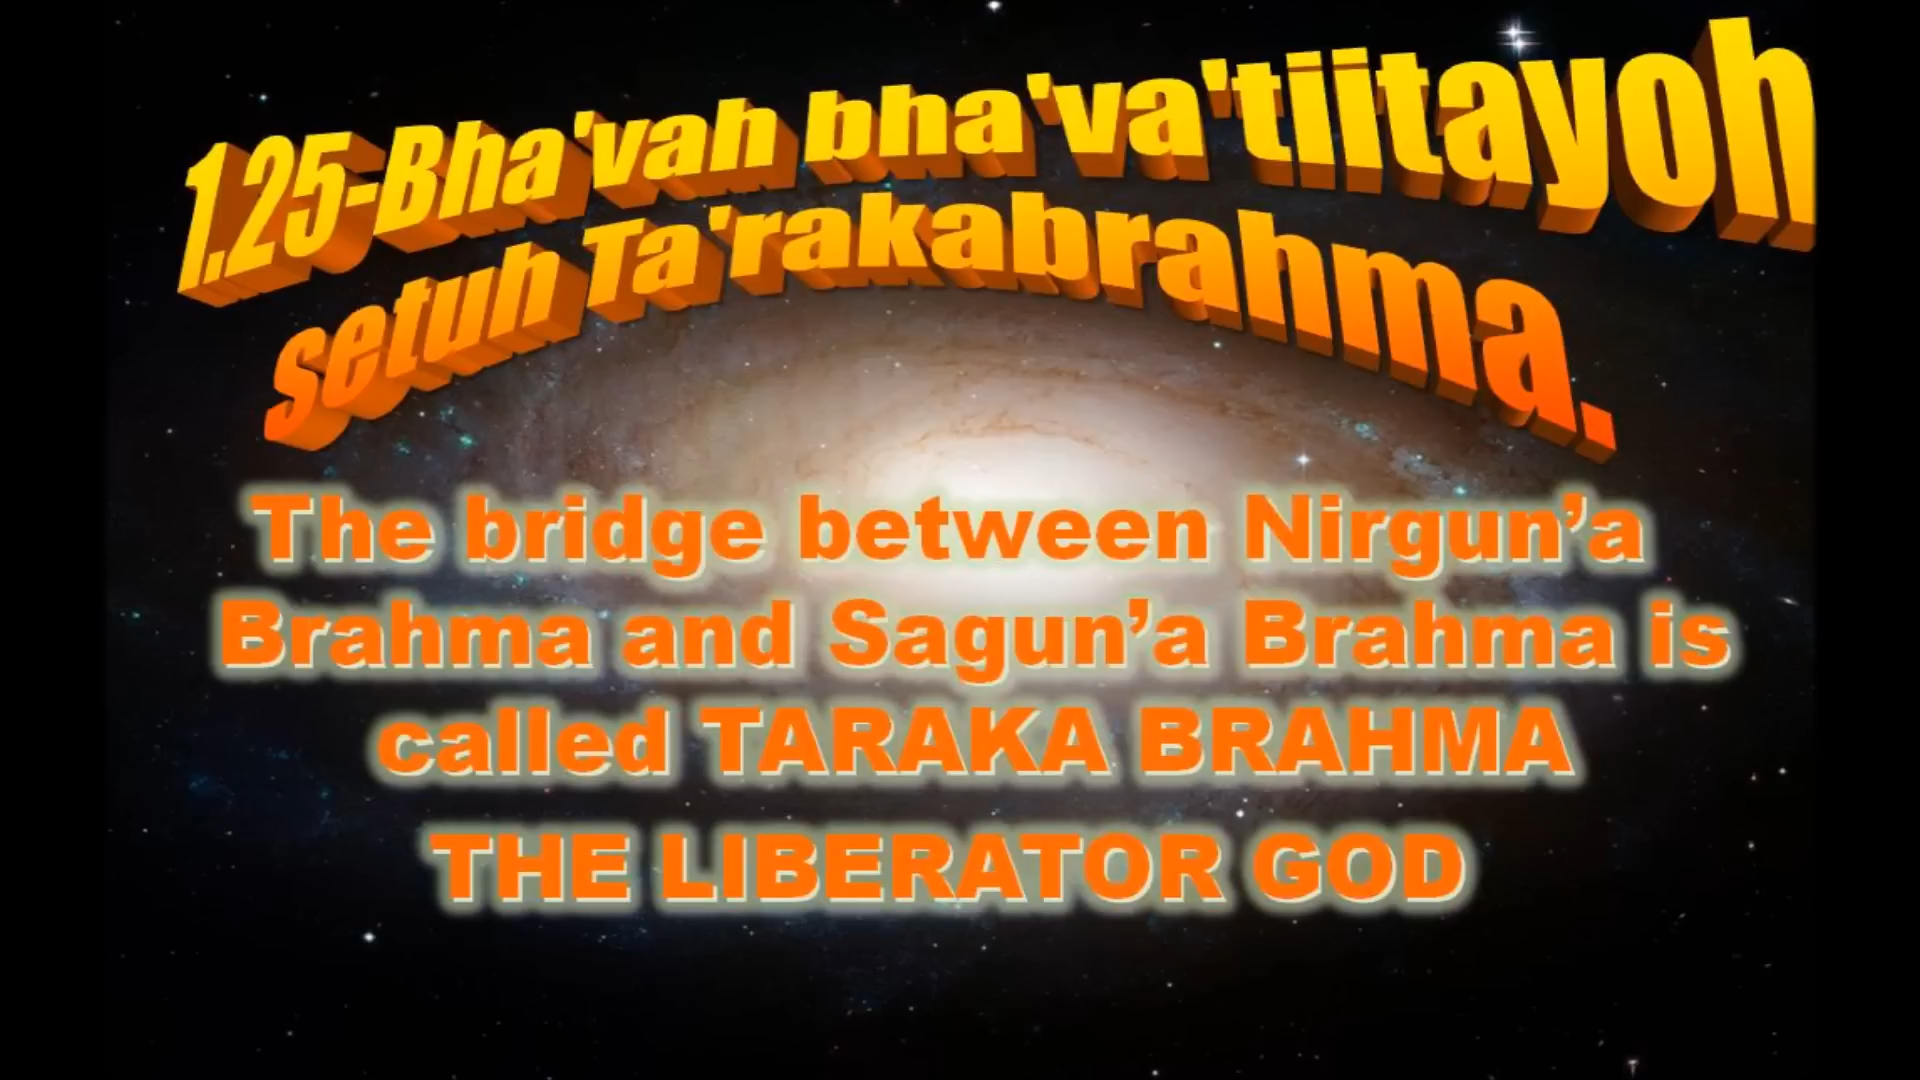 1.25-Bha'vah bha'va'tiitayoh
setuh Ta'rakabrahma.
The bridge between Nirgun’a
Brahma and Sagun’a Brahma is
called TARAKA BRAHMA
THE LIBERATOR GOD